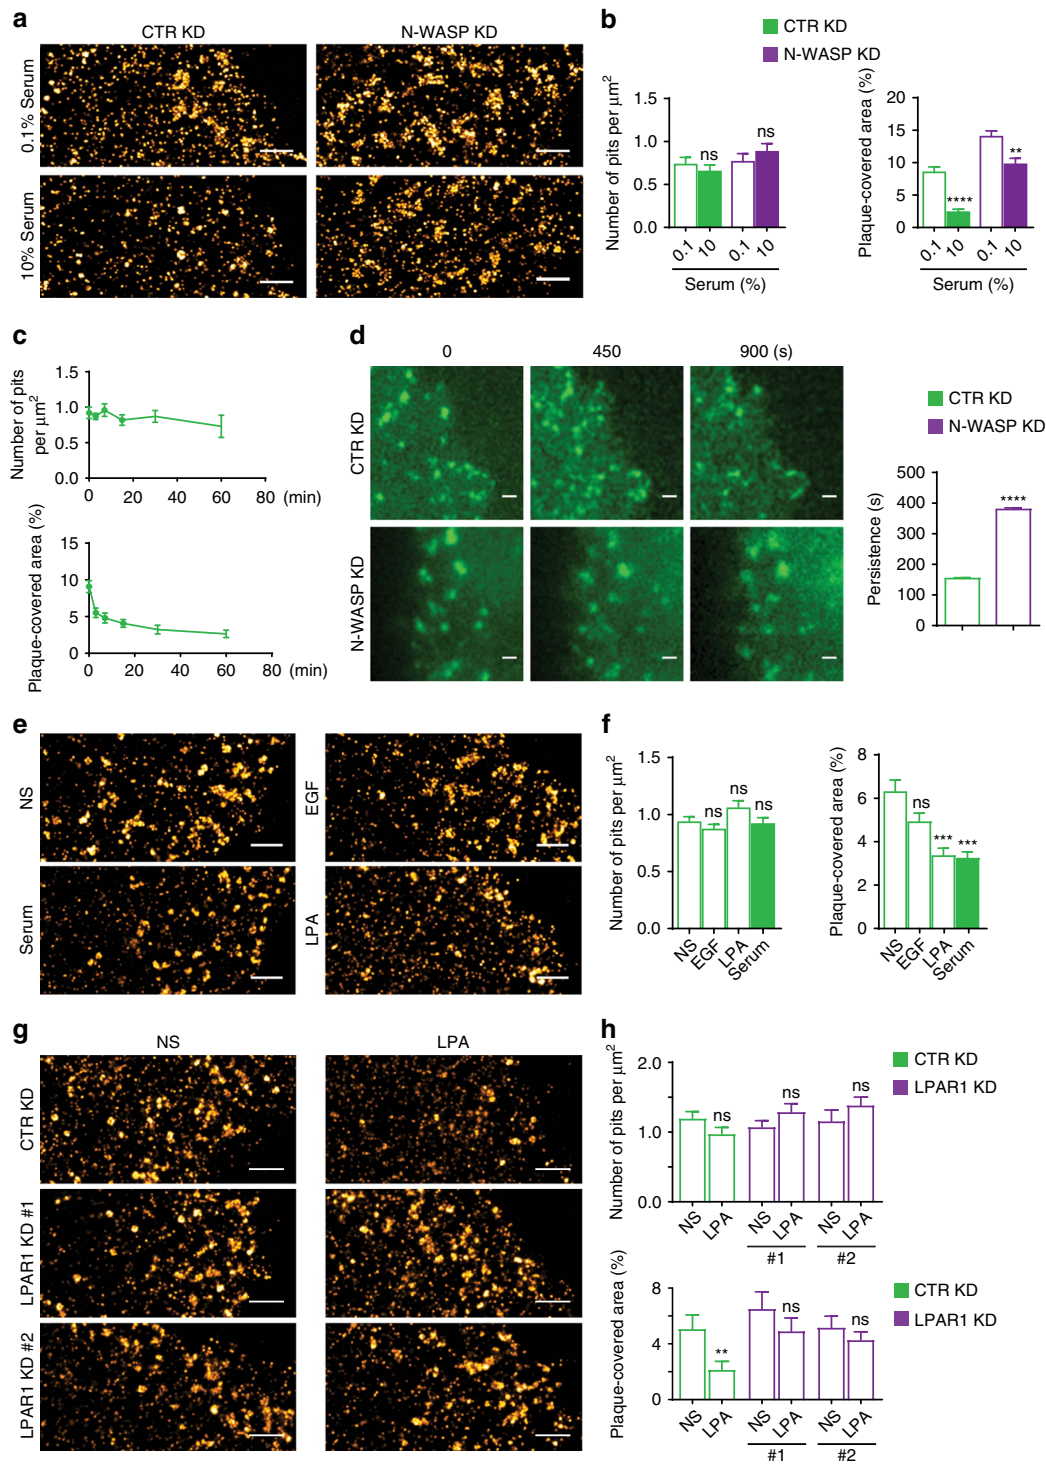 a
CTR KD
N-WASP KD
0.1% Serum
10% Serum
b
CTR KD
N-WASP KD
Number of pits per µm²
1.5
1.0
0.5
0
ns
ns
0.1
10
0.1
10
Serum (%)
Plaque-covered area (%)
20
15
10
5
0
****
**
0.1
10
0.1
10
Serum (%)
c
Number of pits per µm²
1.5
1.0
0.5
0.0
0 20 40 60 80 (min)
Plaque-covered area (%)
15
10
5
0
0 20 40 60 80 (min)
d
0
450
900 (s)
CTR KD
N-WASP KD
CTR KD
N-WASP KD
Persistence (s)
500
400
300
200
100
0
****
e
NS
EGF
Serum
LPA
f
Number of pits per µm²
1.5
1.0
0.5
0.0
ns
ns
ns
NS
EGF
LPA
Serum
Plaque-covered area (%)
8
6
4
2
0
ns
***
***
NS
EGF
LPA
Serum
g
NS
LPA
CTR KD
LPAR1 KD #1
LPAR1 KD #2
h
CTR KD
LPAR1 KD
Number of pits per µm²
2.0
1.0
0.0
ns
ns
ns
NS
LPA
NS
LPA
NS
LPA
#1
#2
CTR KD
LPAR1 KD
Plaque-covered area (%)
8
4
0
**
ns
ns
NS
LPA
NS
LPA
NS
LPA
#1
#2